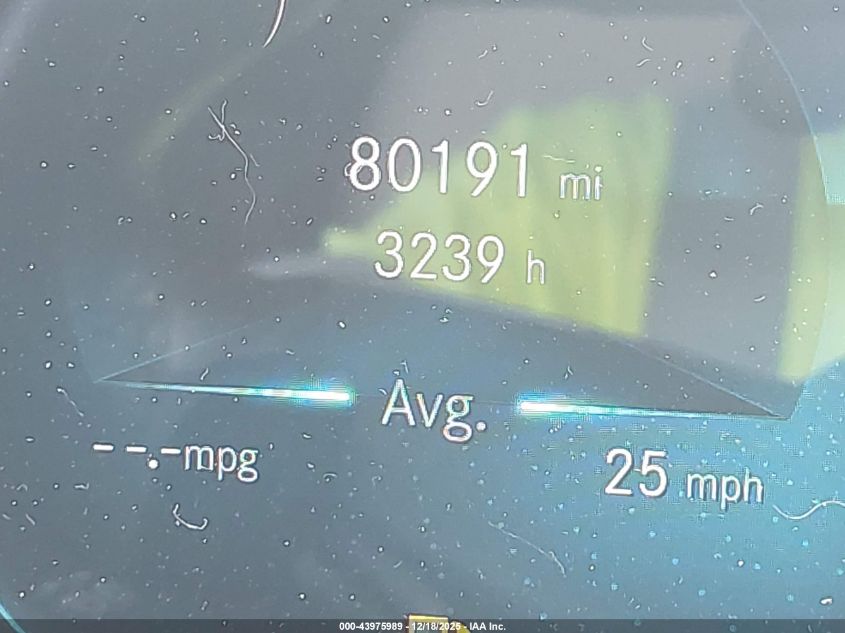 80191 mi
3239 h
Avg.
--.-mpg
25 mph
000-43975989 - 12/18/2025 - IAA Inc.